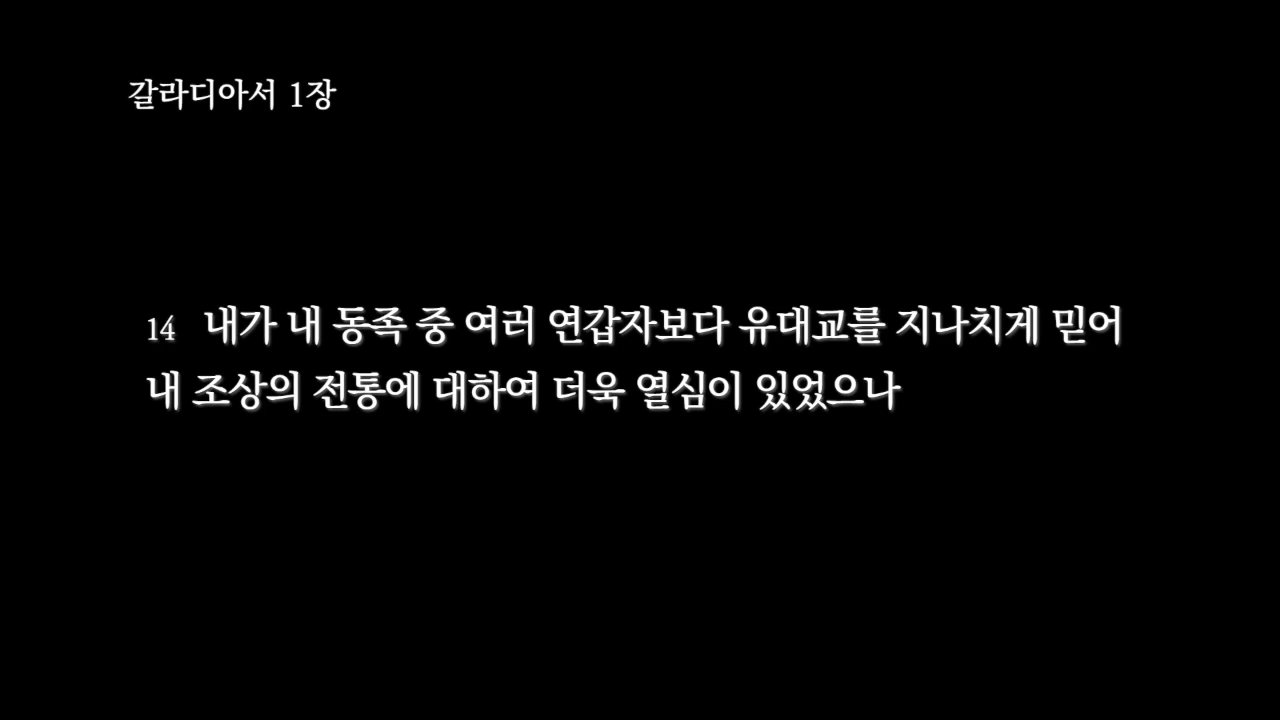 갈라디아서 1장
14 내가 내 동족 중 여러 연갑자보다 유대교를 지나치게 믿어
내 조상의 전통에 대하여 더욱 열심이 있었으나